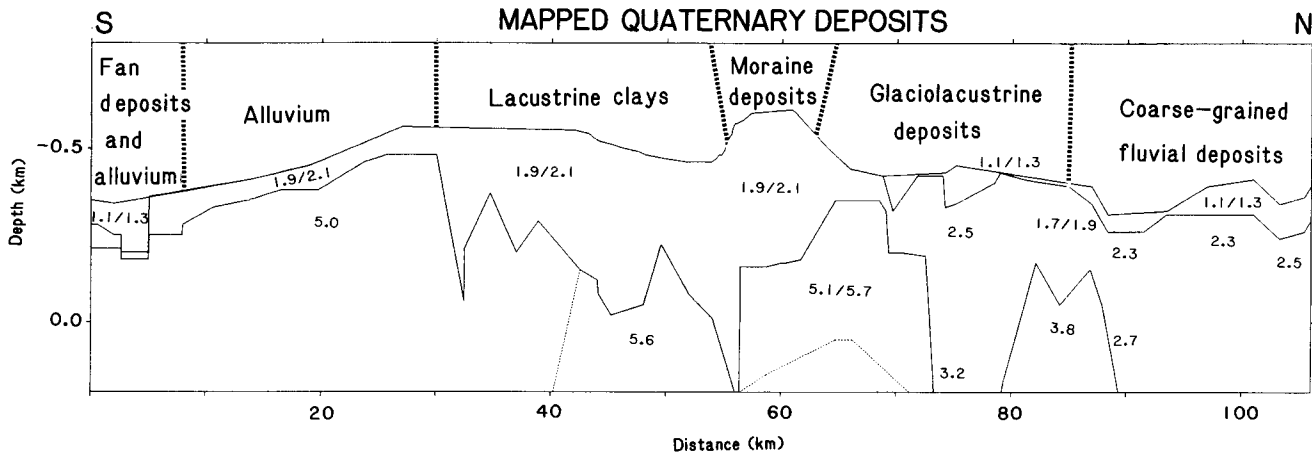 S
MAPPED QUATERNARY DEPOSITS
N
Fan
deposits
and
alluvium
Alluvium
Lacustrine clays
Moraine
deposits
Glaciolacustrine
deposits
Coarse-grained
fluvial deposits
-0.5
0.0
Depth (km)
1.1/1.3
1.9/2.1
5.0
1.9/2.1
5.6
1.9/2.1
5.1/5.7
3.2
2.5
1.1/1.3
1.7/1.9
3.8
2.7
2.3
1.1/1.3
2.3
2.5
0
20
40
60
80
100
Distance (km)